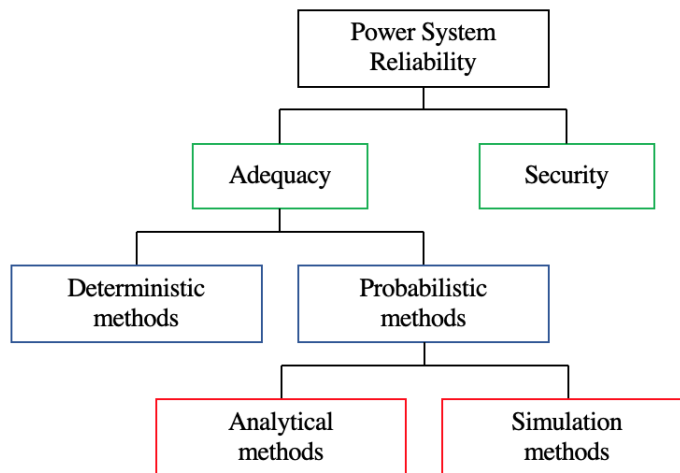 Power System
Reliability
Adequacy
Security
Deterministic
methods
Probabilistic
methods
Analytical
methods
Simulation
methods